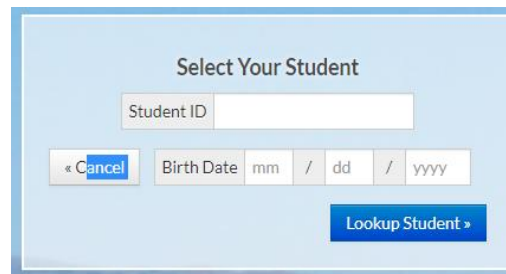 Select Your Student
Student ID
« Cancel Birth Date mm / dd / yyyy
Lookup Student »